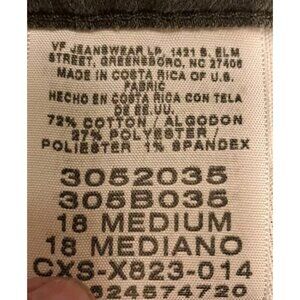 VF JEANSWEAR LP, 1421 S. ELM
STREET, GREENSBORO, NC 27406
MADE IN COSTA RICA OF U.S.
FABRIC
HECHO EN COSTA RICA CON TELA
DE EE.UU.
72% COTTON / ALGODON
27% POLYESTER /
POLIESTER 1% SPANDEX
3052035
305B035
18 MEDIUM
18 MEDIANO
CXS-X823-014
624674720